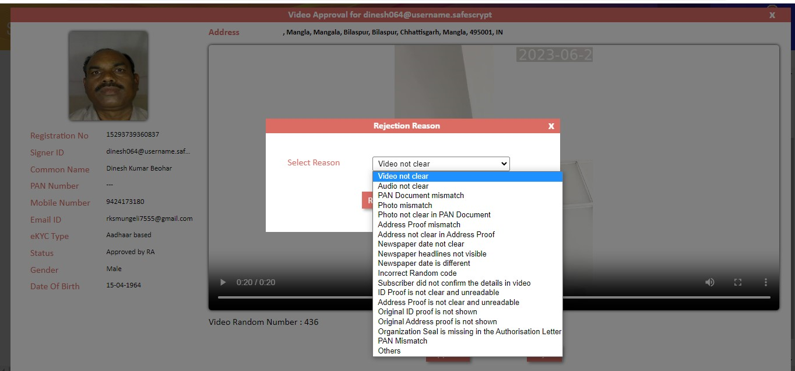 Video Approval for dinesh064@username.safescrypt X
Address , Mangla, Mangala, Bilaspur, Bilaspur, Chhattisgarh, Mangla, 495001, IN
2023-06-2
Rejection Reason X
Select Reason Video not clear
Video not clear
Audio not clear
PAN Document mismatch
Photo mismatch
Photo not clear in PAN Document
Address Proof mismatch
Address not clear in Address Proof
Newspaper date not clear
Newspaper headlines not visible
Newspaper date is different
Incorrect Random code
Subscriber did not confirm the details in video
ID Proof is not clear and unreadable
Address Proof is not clear and unreadable
Original ID proof is not shown
Original Address proof is not shown
Organization Seal is missing in the Authorisation Letter
PAN Mismatch
Others
Registration No 15293739360837
Signer ID dinesh064@username.saf...
Common Name Dinesh Kumar Beohar
PAN Number ---
Mobile Number 9424173180
Email ID rksmungeli7555@gmail.com
eKYC Type Aadhaar based
Status Approved by RA
Gender Male
Date Of Birth 15-04-1964
0:20 / 0:20
Video Random Number : 436